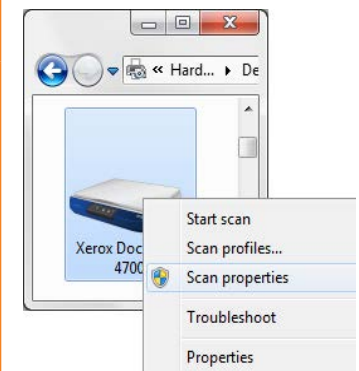 « Hard... ▸ De
Xerox Doc
4700
Start scan
Scan profiles...
Scan properties
Troubleshoot
Properties